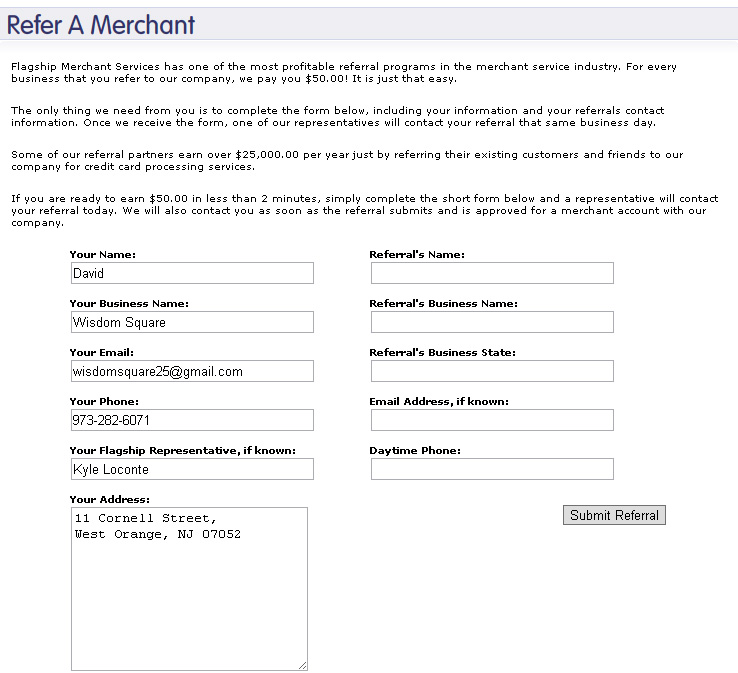 Refer A Merchant
Flagship Merchant Services has one of the most profitable referral programs in the merchant service industry. For every
business that you refer to our company, we pay you $50.00! It is just that easy.
The only thing we need from you is to complete the form below, including your information and your referrals contact
information. Once we receive the form, one of our representatives will contact your referral that same business day.
Some of our referral partners earn over $25,000.00 per year just by referring their existing customers and friends to our
company for credit card processing services.
If you are ready to earn $50.00 in less than 2 minutes, simply complete the short form below and a representative will contact
your referral today. We will also contact you as soon as the referral submits and is approved for a merchant account with our
company.
Your Name:
David
Your Business Name:
Wisdom Square
Your Email:
wisdomsquare25@gmail.com
Your Phone:
973-282-6071
Your Flagship Representative, if known:
Kyle Loconte
Your Address:
11 Cornell Street,
West Orange, NJ 07052
Referral's Name:
Referral's Business Name:
Referral's Business State:
Email Address, if known:
Daytime Phone:
Submit Referral